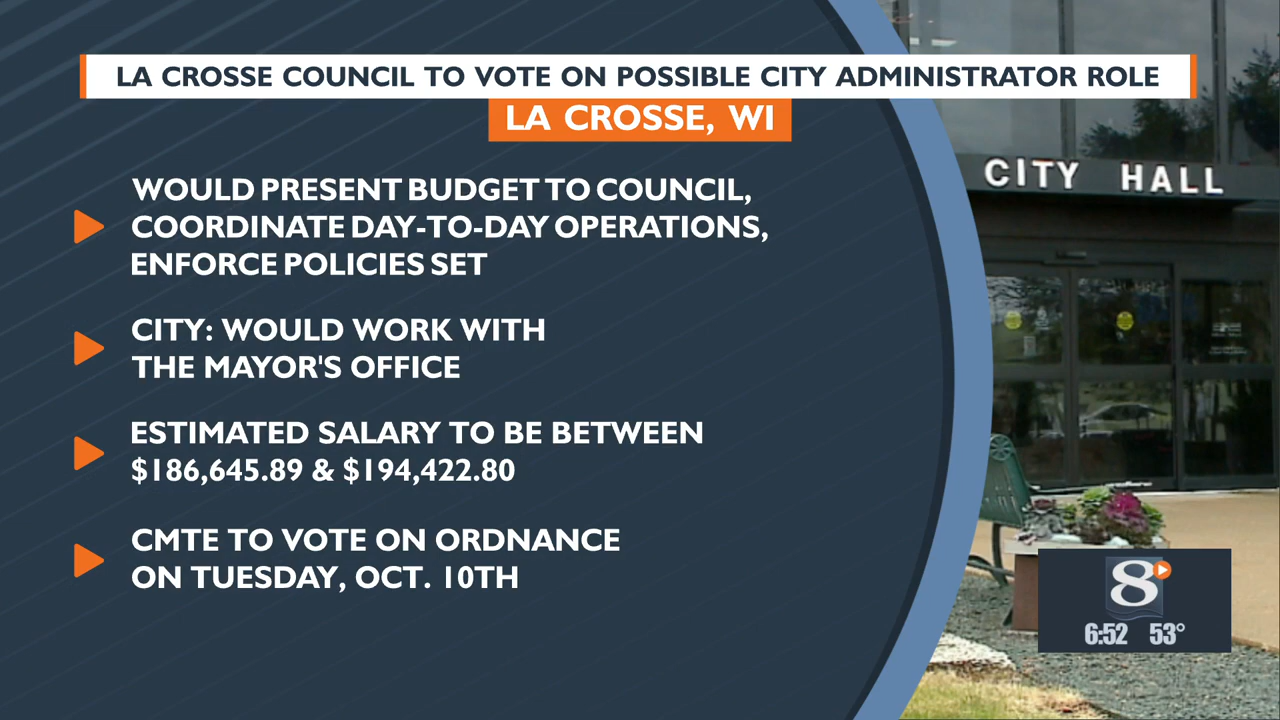 LA CROSSE COUNCIL TO VOTE ON POSSIBLE CITY ADMINISTRATOR ROLE
LA CROSSE, WI
WOULD PRESENT BUDGET TO COUNCIL,
COORDINATE DAY-TO-DAY OPERATIONS,
ENFORCE POLICIES SET
CITY: WOULD WORK WITH
THE MAYOR'S OFFICE
ESTIMATED SALARY TO BE BETWEEN
$186,645.89 & $194,422.80
CMTE TO VOTE ON ORDNANCE
ON TUESDAY, OCT. 10TH
CITY HALL
8
6:52 53°